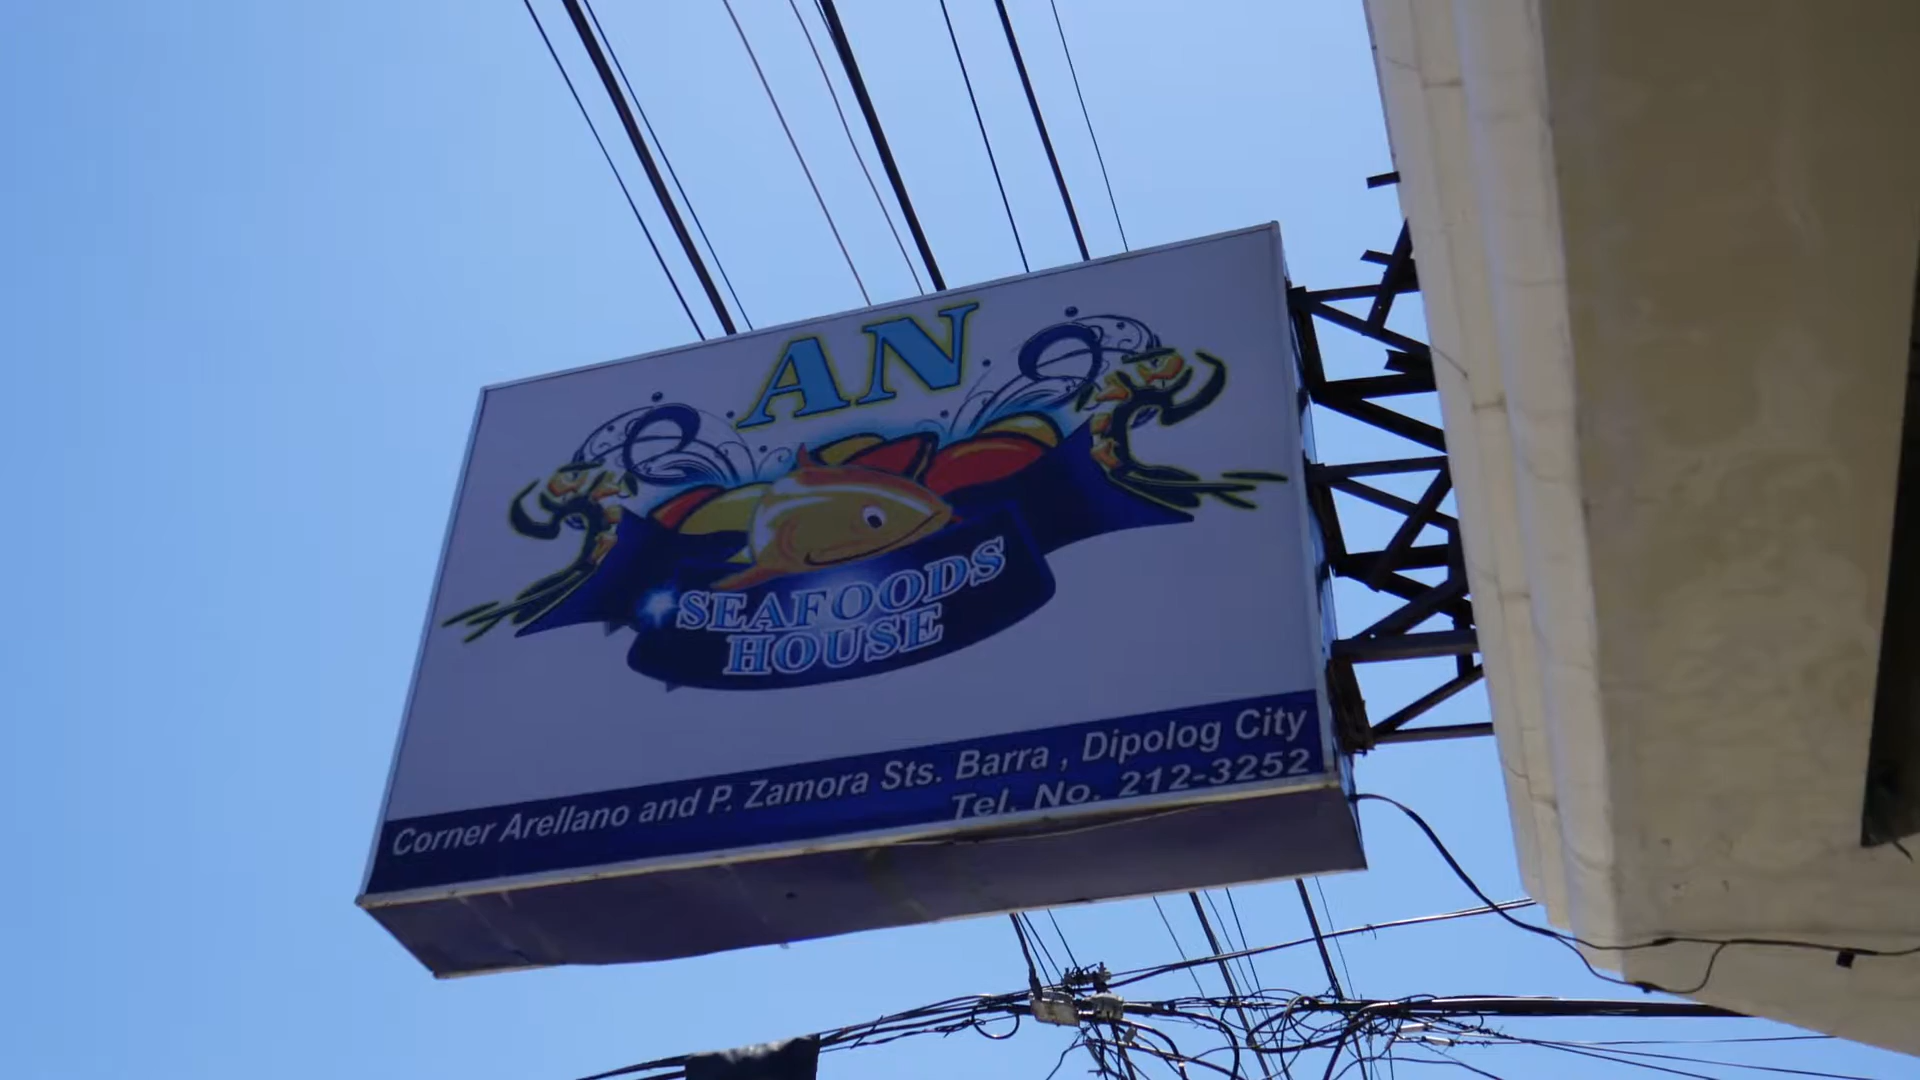 AN
SEAFOODS
HOUSE
Corner Arellano and P. Zamora Sts. Barra , Dipolog City
Tel. No. 212-3252